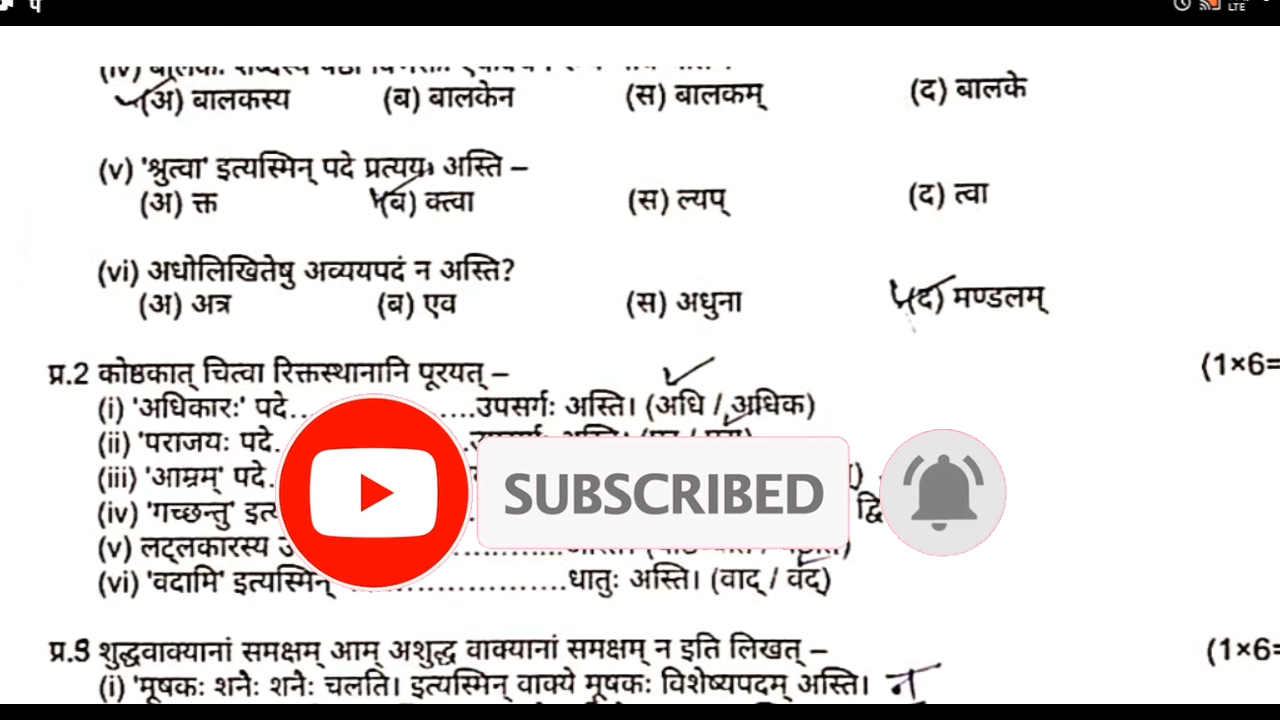 प
LTE
(अ) बालकस्य (ब) बालकेन (स) बालकम् (द) बालके
(v) 'श्रुत्वा' इत्यस्मिन् पदे प्रत्ययः अस्ति –
(अ) क्त (ब) क्त्वा (स) ल्यप् (द) त्वा
(vi) अधोलिखितेषु अव्ययपदं न अस्ति?
(अ) अत्र (ब) एव (स) अधुना (द) मण्डलम्
प्र.2 कोष्ठकात् चित्वा रिक्तस्थानानि पूरयत् – (1×6=
(i) 'अधिकारः' पदे... ...उपसर्गः अस्ति। (अधि / अधिक)
(ii) 'पराजयः पदे.
(iii) 'आम्रम्' पदे.
(iv) 'गच्छन्तु'
(v) लट्लकारस्य
(vi) 'वदामि' इत्यस्मिन् ...धातुः अस्ति। (वाद् / वद्)
SUBSCRIBED
प्र.3 शुद्धवाक्यानां समक्षम् आम् अशुद्ध वाक्यानां समक्षम् न इति लिखत् – (1×6=
(i) 'मूषकः शनैः शनैः चलति। इत्यस्मिन् वाक्ये मूषकः विशेष्यपदम् अस्ति। न